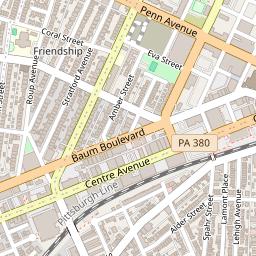 Penn Avenue
Coral Street
Friendship
Eva Street
Roup Avenue
Stratford Avenue
Amber Street
Baum Boulevard
PA 380
Centre Avenue
Pittsburgh Line
Alder Street
Spahr Street
Lamont Place
Lehigh Avenue